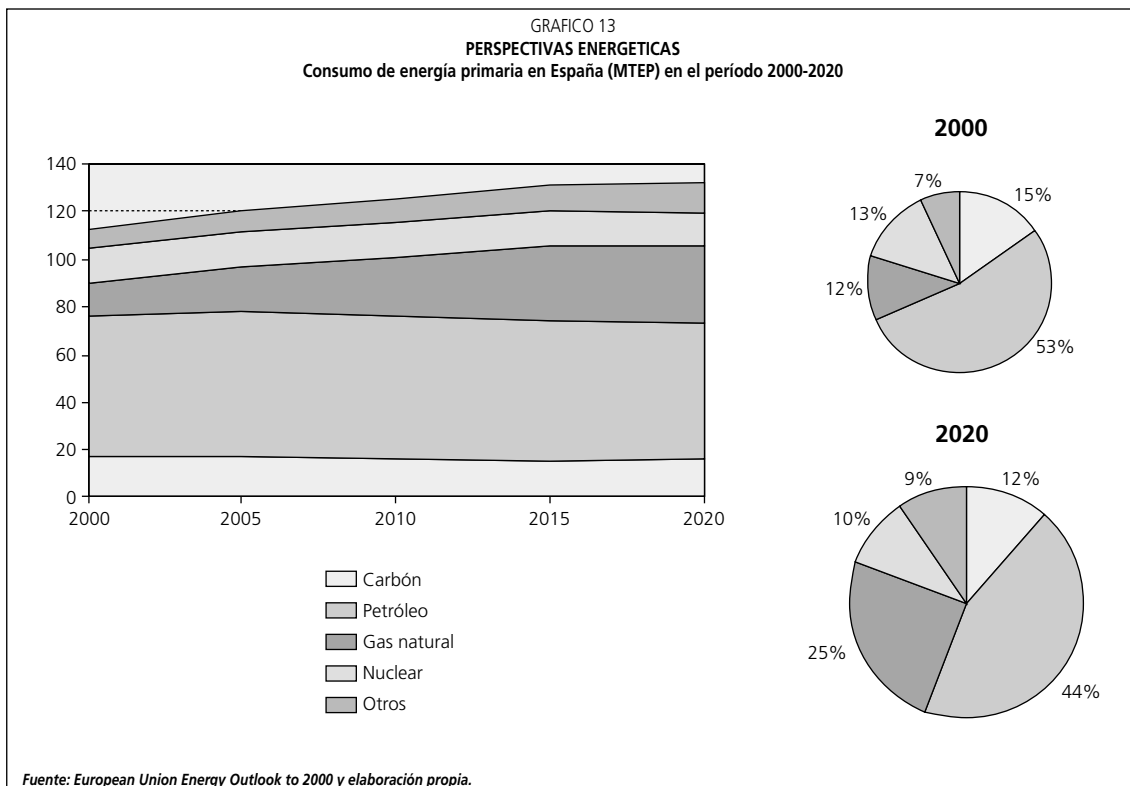 GRAFICO 13
PERSPECTIVAS ENERGETICAS
Consumo de energía primaria en España (MTEP) en el período 2000-2020
140
120
100
80
60
40
20
0
2000 2005 2010 2015 2020
Carbón
Petróleo
Gas natural
Nuclear
Otros
2000
7% 15%
13%
12%
53%
2020
9% 12%
10%
25%
44%
Fuente: European Union Energy Outlook to 2000 y elaboración propia.